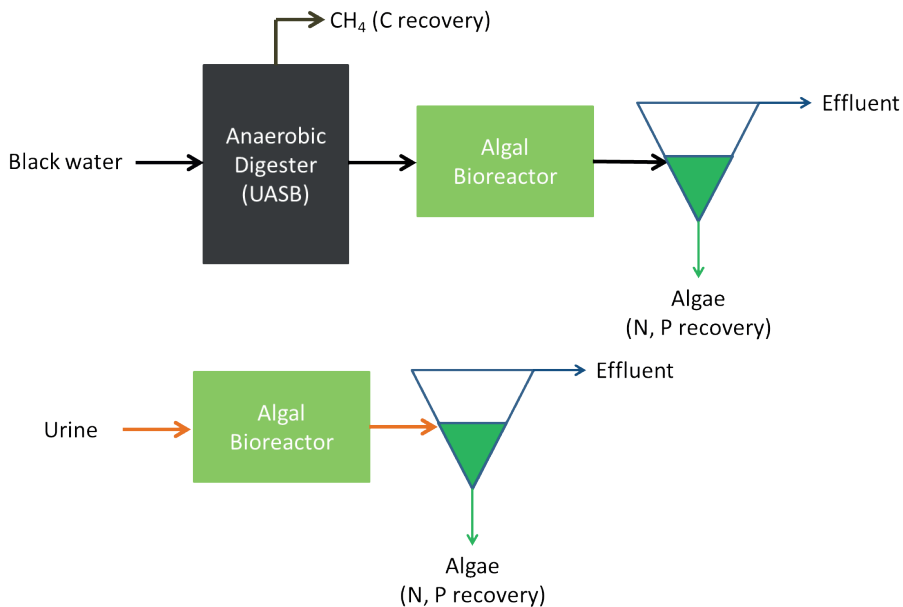 CH₄ (C recovery)
Effluent
Anaerobic
Digester
(UASB)
Black water
Algal
Bioreactor
Algae
(N, P recovery)
Effluent
Urine
Algal
Bioreactor
Algae
(N, P recovery)